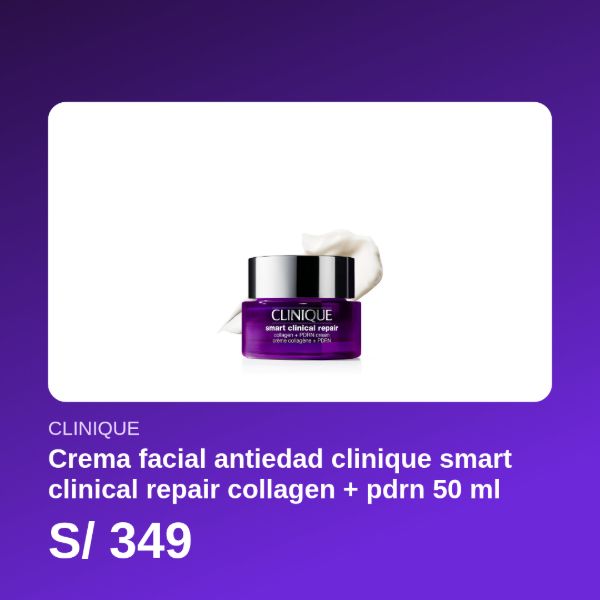 CLINIQUE
smart clinical repair
collagen + PDRN cream
crème collagène + PDRN
CLINIQUE
Crema facial antiedad clinique smart
clinical repair collagen + pdrn 50 ml
S/ 349